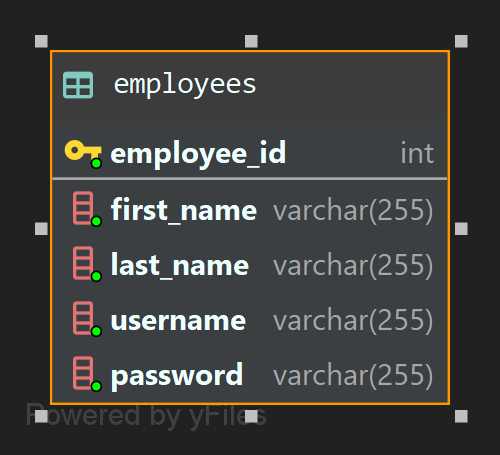 employees
employee_id int
first_name varchar(255)
last_name varchar(255)
username varchar(255)
password varchar(255)
Powered by yFiles